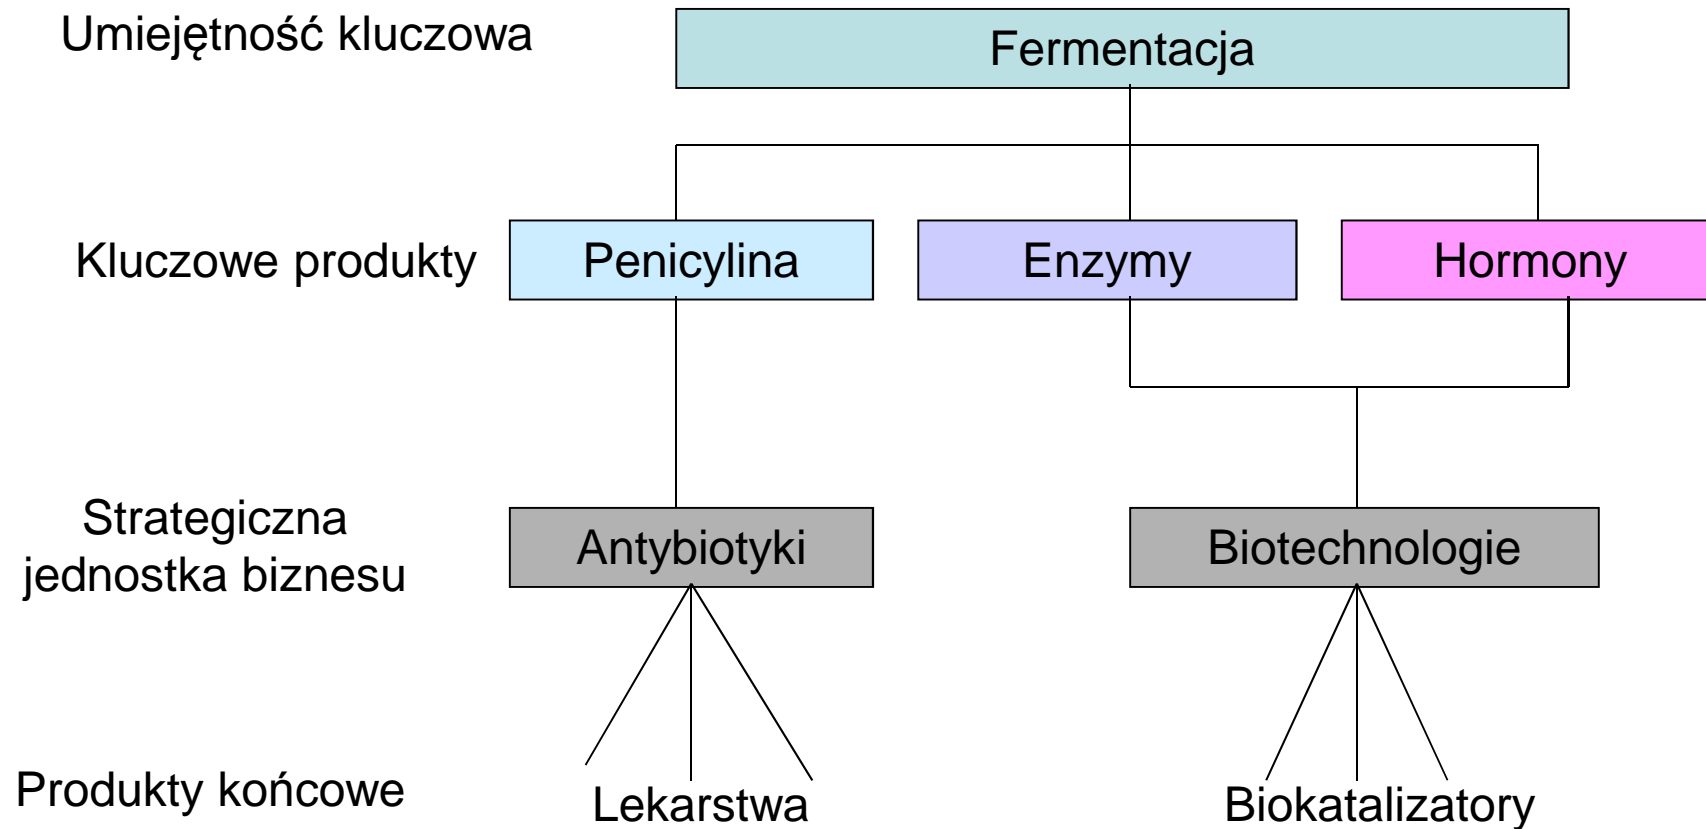 Umiejętność kluczowa
Fermentacja
Kluczowe produkty
Penicylina
Enzymy
Hormony
Strategiczna
jednostka biznesu
Antybiotyki
Biotechnologie
Produkty końcowe
Lekarstwa
Biokatalizatory